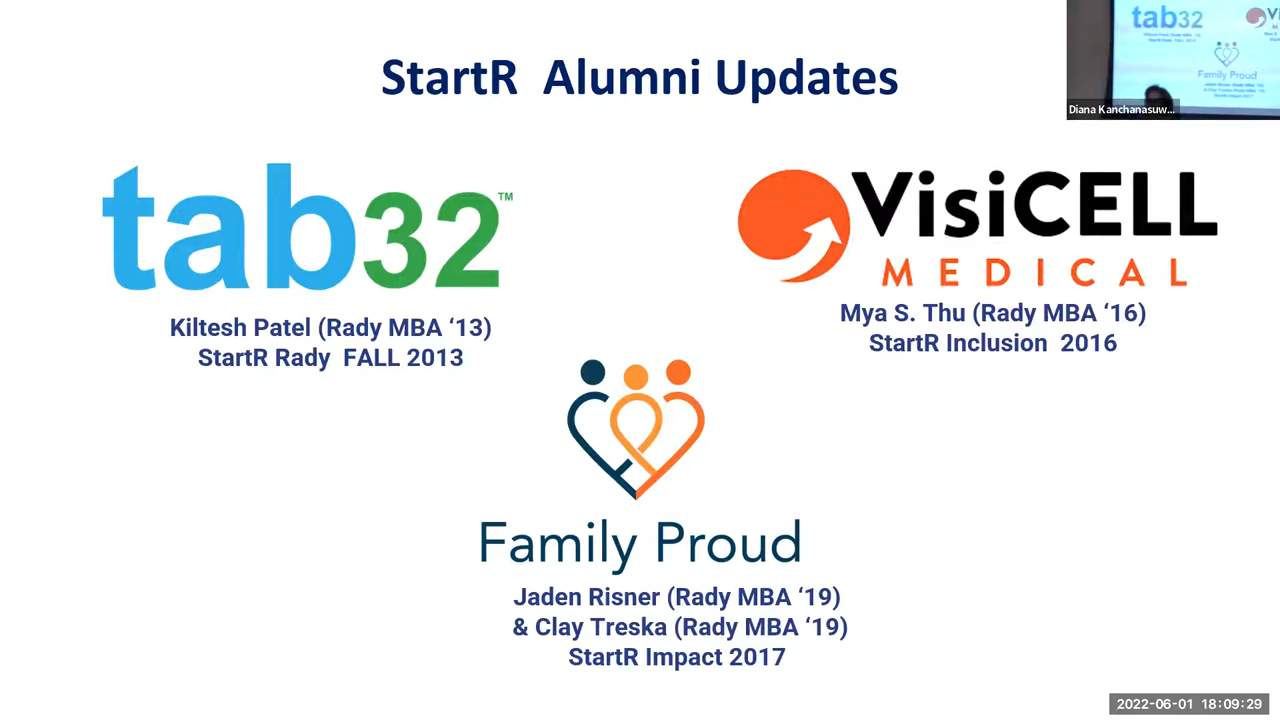 StartR  Alumni Updates
tab32™
Kiltesh Patel (Rady MBA ‘13)
StartR Rady  FALL 2013
VisiCELL
MEDICAL
Mya S. Thu (Rady MBA ‘16)
StartR Inclusion  2016
Family Proud
Jaden Risner (Rady MBA ‘19)
& Clay Treska (Rady MBA ‘19)
StartR Impact 2017
tab32
Family Proud
Diana Kanchanasuw...
2022-06-01  18:09:29